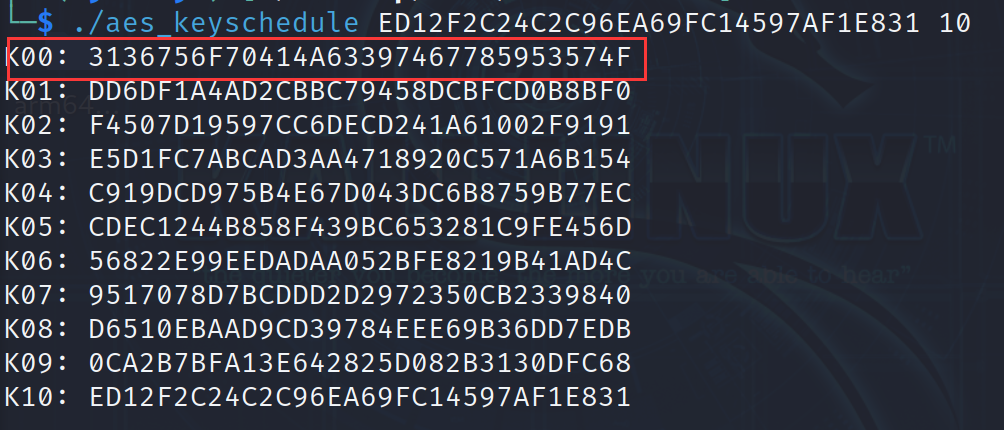 └─$ ./aes_keyschedule ED12F2C24C2C96EA69FC14597AF1E831 10
K00: 3136756F70414A63397467785953574F
K01: DD6DF1A4AD2CBBC79458DCBFCD0B8BF0
K02: F4507D19597CC6DECD241A61002F9191
K03: E5D1FC7ABCAD3AA4718920C571A6B154
K04: C919DCD975B4E67D043DC6B8759B77EC
K05: CDEC1244B858F439BC653281C9FE456D
K06: 56822E99EEDADAA052BFE8219B41AD4C
K07: 9517078D7BCDDD2D2972350CB2339840
K08: D6510EBAAD9CD39784EEE69B36DD7EDB
K09: 0CA2B7BFA13E642825D082B3130DFC68
K10: ED12F2C24C2C96EA69FC14597AF1E831